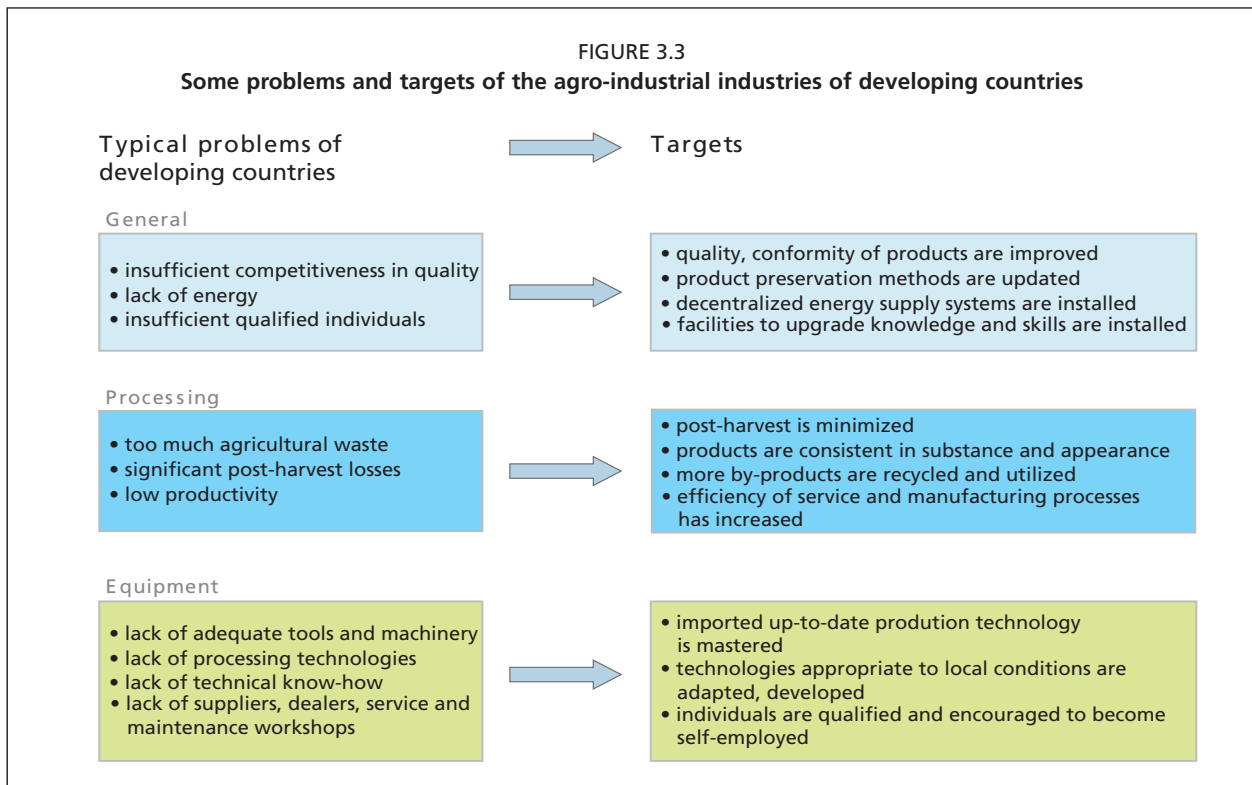 FIGURE 3.3
Some problems and targets of the agro-industrial industries of developing countries
Typical problems of
developing countries
Targets
General
• insufficient competitiveness in quality
• lack of energy
• insufficient qualified individuals
• quality, conformity of products are improved
• product preservation methods are updated
• decentralized energy supply systems are installed
• facilities to upgrade knowledge and skills are installed
Processing
• too much agricultural waste
• significant post-harvest losses
• low productivity
• post-harvest is minimized
• products are consistent in substance and appearance
• more by-products are recycled and utilized
• efficiency of service and manufacturing processes
has increased
Equipment
• lack of adequate tools and machinery
• lack of processing technologies
• lack of technical know-how
• lack of suppliers, dealers, service and
maintenance workshops
• imported up-to-date prodution technology
is mastered
• technologies appropriate to local conditions are
adapted, developed
• individuals are qualified and encouraged to become
self-employed